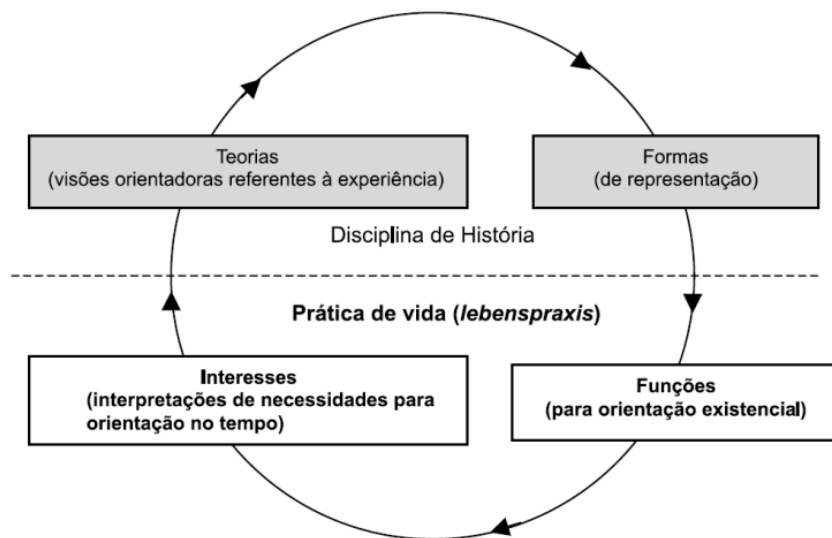 Teorias
(visões orientadoras referentes à experiência)
Formas
(de representação)
Disciplina de História
Prática de vida (lebenspraxis)
Interesses
(interpretações de necessidades para
orientação no tempo)
Funções
(para orientação existencial)